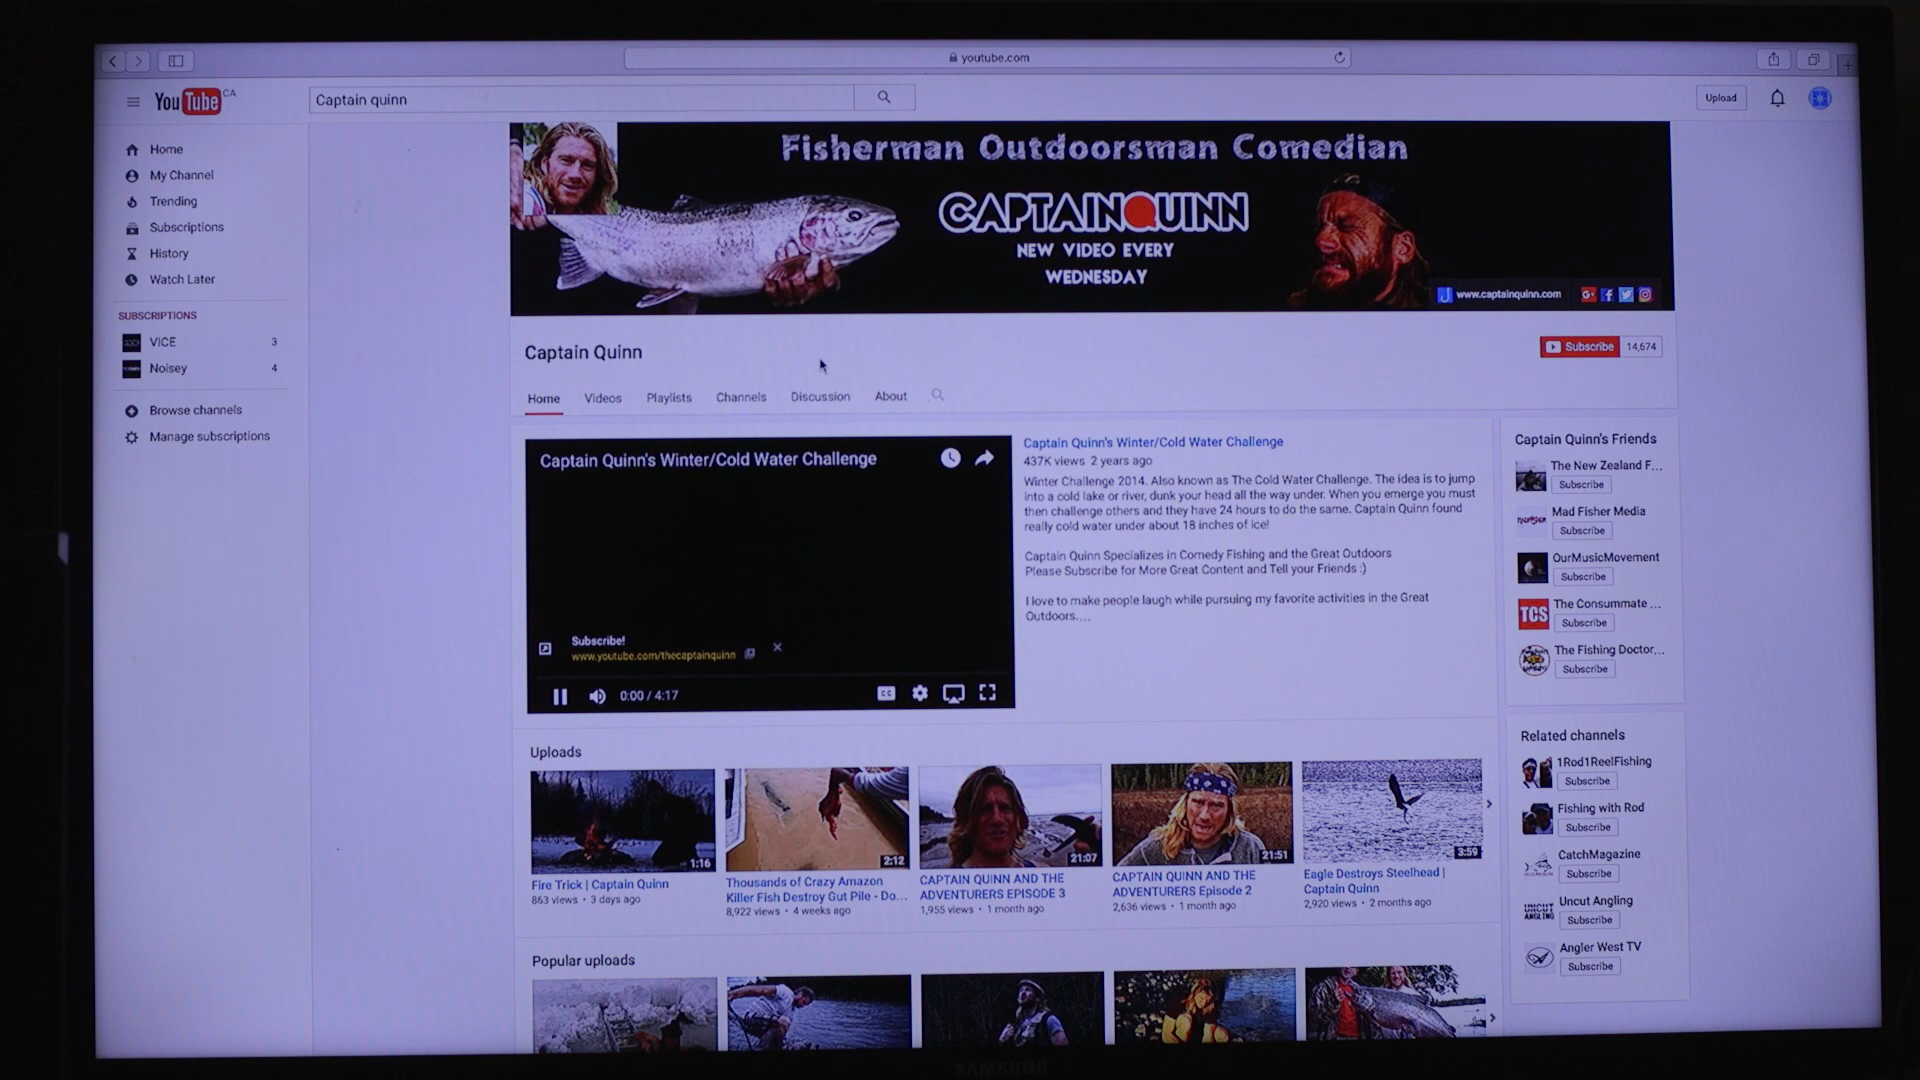 youtube.com
YouTube CA
Captain quinn
Upload
Home
My Channel
Trending
Subscriptions
History
Watch Later
SUBSCRIPTIONS
VICE 3
Noisey 4
Browse channels
Manage subscriptions
Fisherman Outdoorsman Comedian
CAPTAINQUINN
NEW VIDEO EVERY
WEDNESDAY
www.captainquinn.com
Captain Quinn
Subscribe 14,674
Home Videos Playlists Channels Discussion About
Captain Quinn's Winter/Cold Water Challenge
Subscribe!
www.youtube.com/thecaptainquinn
0:00 / 4:17
CC
Captain Quinn's Winter/Cold Water Challenge
437K views 2 years ago
Winter Challenge 2014. Also known as The Cold Water Challenge. The idea is to jump
into a cold lake or river, dunk your head all the way under. When you emerge you must
then challenge others and they have 24 hours to do the same. Captain Quinn found
really cold water under about 18 inches of ice!
Captain Quinn Specializes in Comedy Fishing and the Great Outdoors
Please Subscribe for More Great Content and Tell your Friends :)
I love to make people laugh while pursuing my favorite activities in the Great
Outdoors....
Captain Quinn's Friends
The New Zealand F...
Subscribe
Mad Fisher Media
Subscribe
OurMusicMovement
Subscribe
TCS
The Consummate ...
Subscribe
The Fishing Doctor...
Subscribe
Uploads
1:16
Fire Trick | Captain Quinn
863 views • 3 days ago
2:12
Thousands of Crazy Amazon
Killer Fish Destroy Gut Pile - Do...
8,922 views • 4 weeks ago
21:07
CAPTAIN QUINN AND THE
ADVENTURERS EPISODE 3
1,955 views • 1 month ago
21:51
CAPTAIN QUINN AND THE
ADVENTURERS Episode 2
2,636 views • 1 month ago
3:59
Eagle Destroys Steelhead |
Captain Quinn
2,920 views • 2 months ago
Related channels
1Rod1ReelFishing
Subscribe
Fishing with Rod
Subscribe
CatchMagazine
Subscribe
UNCUT
ANGLING
Uncut Angling
Subscribe
Angler West TV
Subscribe
Popular uploads
SAMSUNG